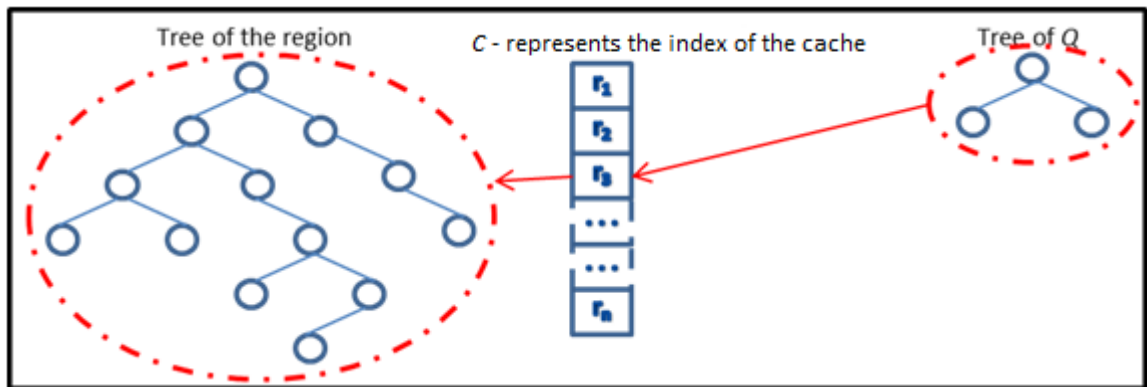 Tree of the region
C - represents the index of the cache
Tree of Q
r1
r2
r3
...
...
rn